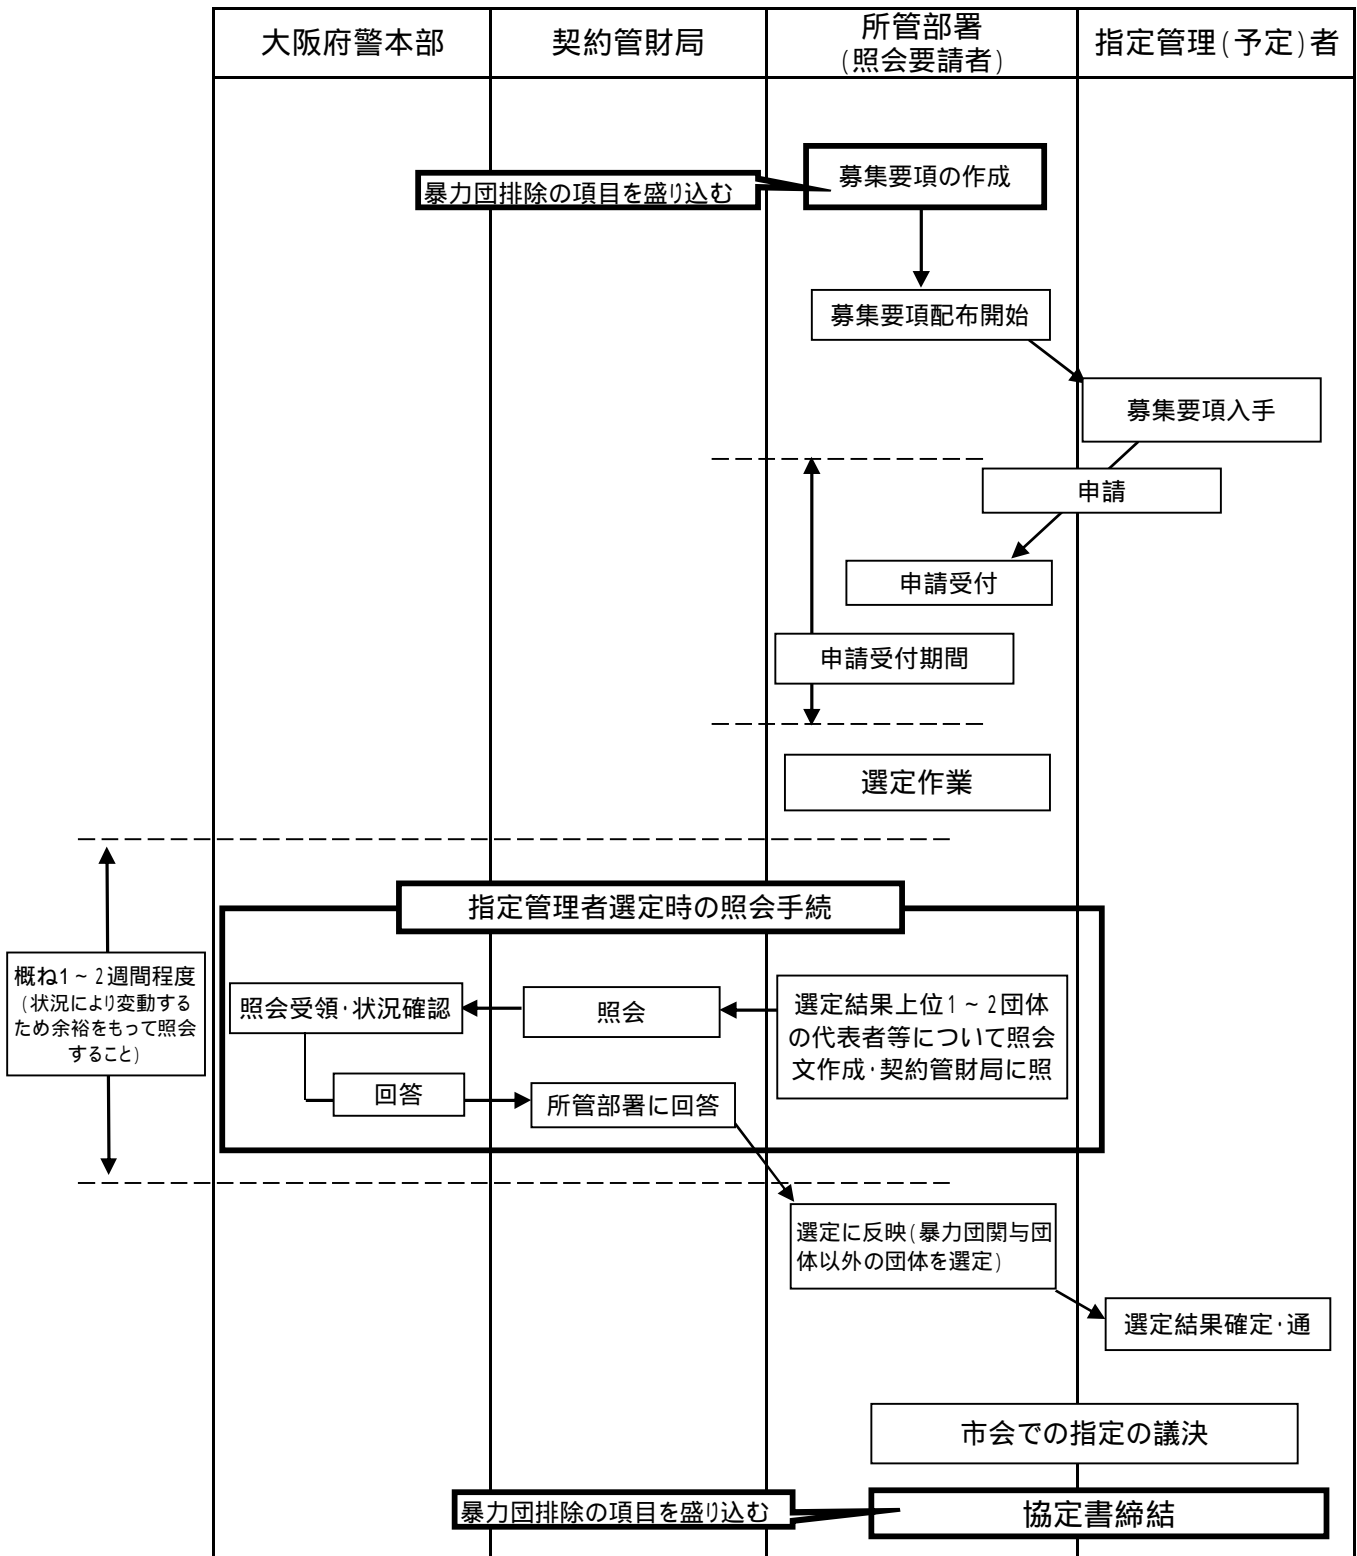 大阪府警本部
契約管財局
所管部署
(照会要請者)
指定管理(予定)者
募集要項の作成
暴力団排除の項目を盛り込む
募集要項配布開始
募集要項入手
申請
申請受付
申請受付期間
選定作業
指定管理者選定時の照会手続
概ね1～2週間程度
(状況により変動する
ため余裕をもって照会
すること)
照会受領･状況確認
照会
選定結果上位1～2団体
の代表者等について照会
文作成･契約管財局に照
回答
所管部署に回答
選定に反映(暴力団関与団
体以外の団体を選定)
選定結果確定･通
市会での指定の議決
暴力団排除の項目を盛り込む
協定書締結